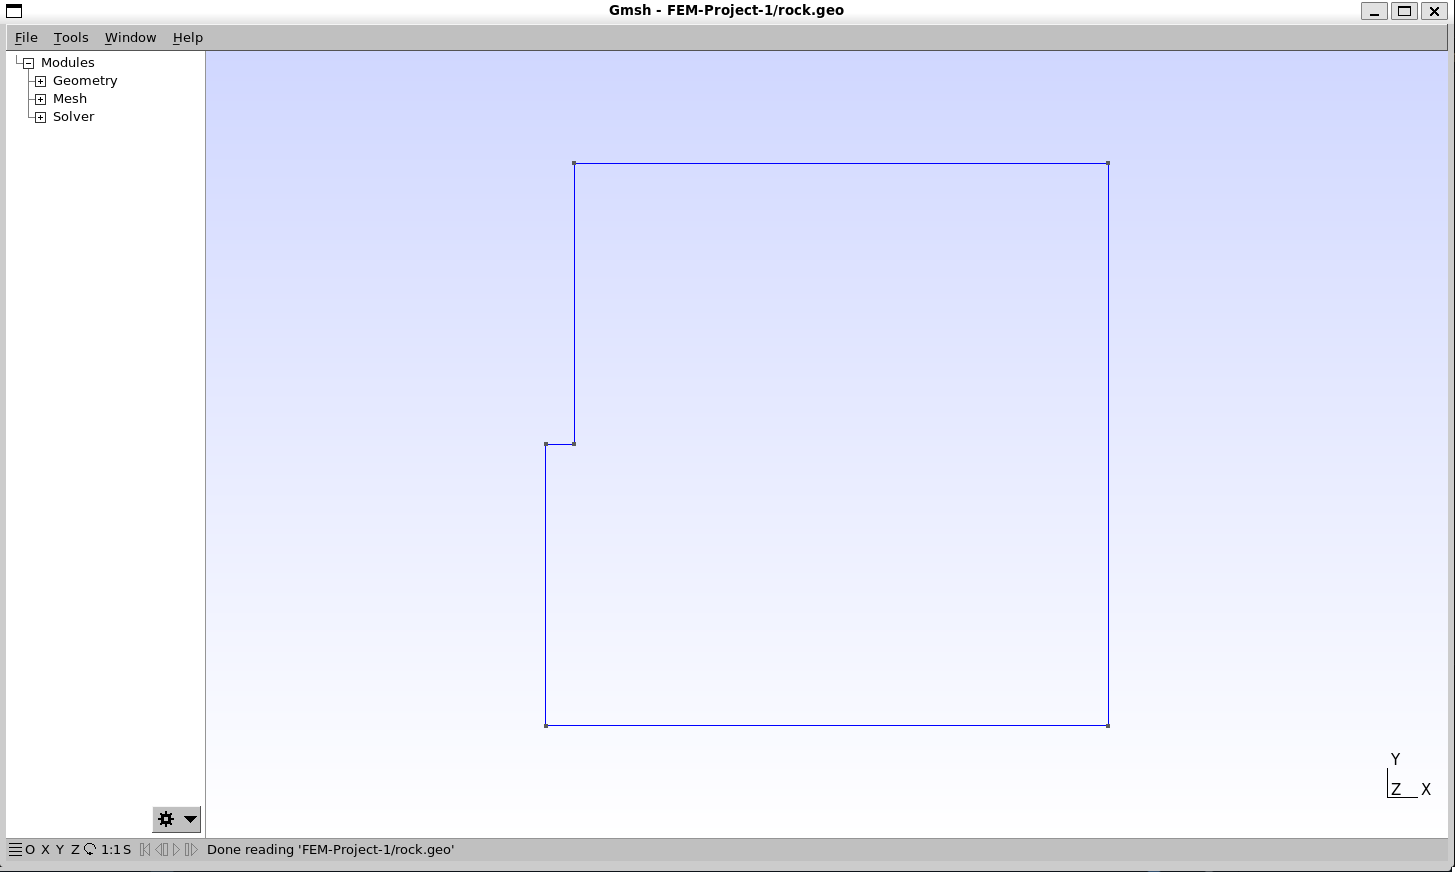 Gmsh - FEM-Project-1/rock.geo
File Tools Window Help
Modules
Geometry
Mesh
Solver
Y
Z X
O X Y Z 1:1 S Done reading 'FEM-Project-1/rock.geo'